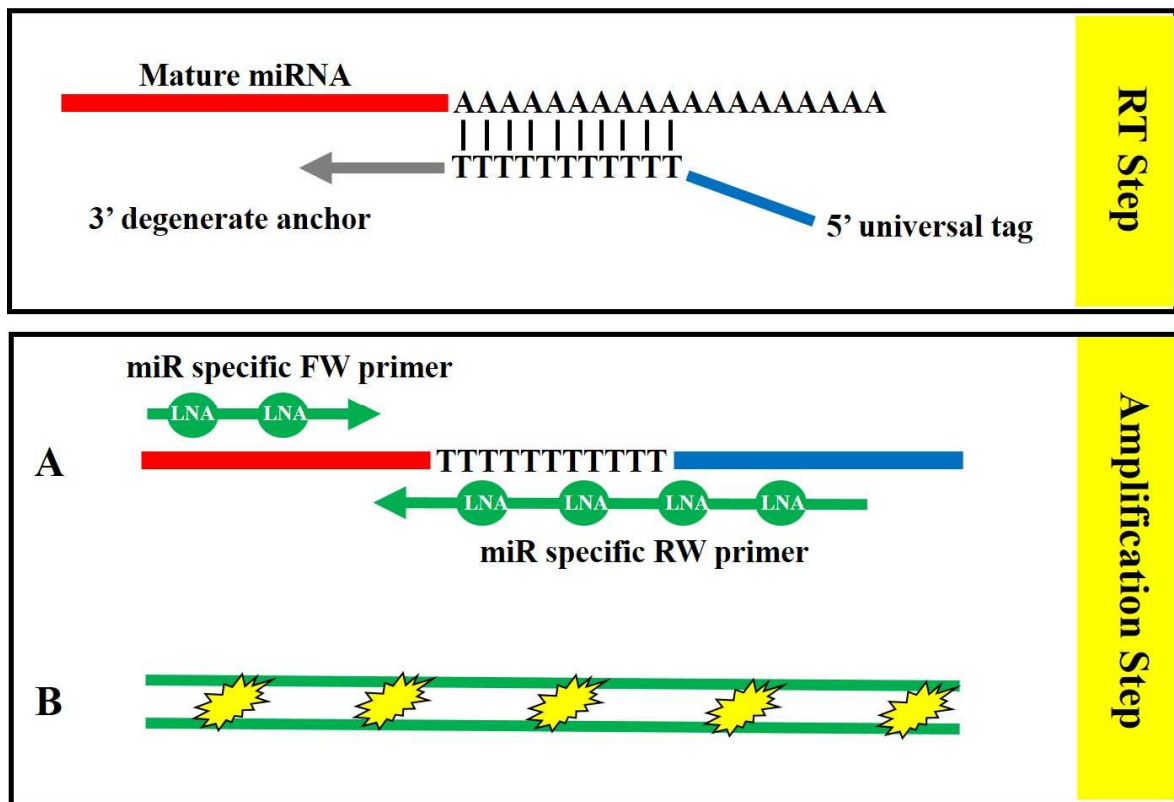 Mature miRNA
AAAAAAAAAAAAAAAAAAA
TTTTTTTTTTT
3’ degenerate anchor
5’ universal tag
RT Step
miR specific FW primer
LNA LNA
A
TTTTTTTTTTT
LNA LNA LNA LNA
miR specific RW primer
B
Amplification Step